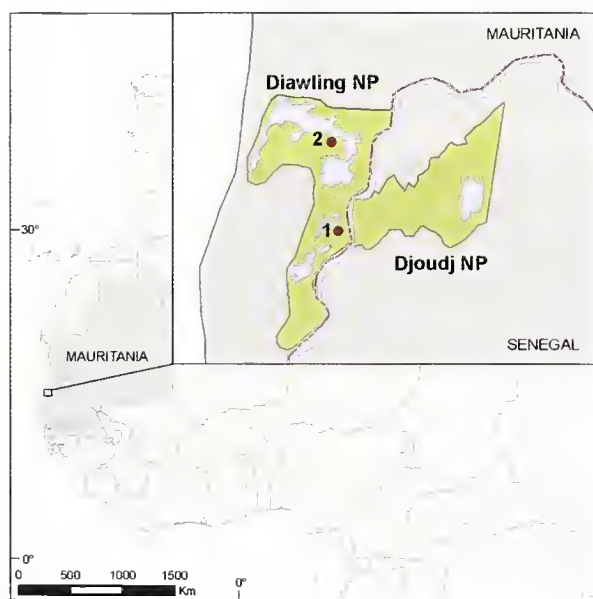 MAURITANIA
Diawling NP
2
30°
1
Djoudj NP
MAURITANIA
SENEGAL
0°
0 500 1000 1500
Km
0°